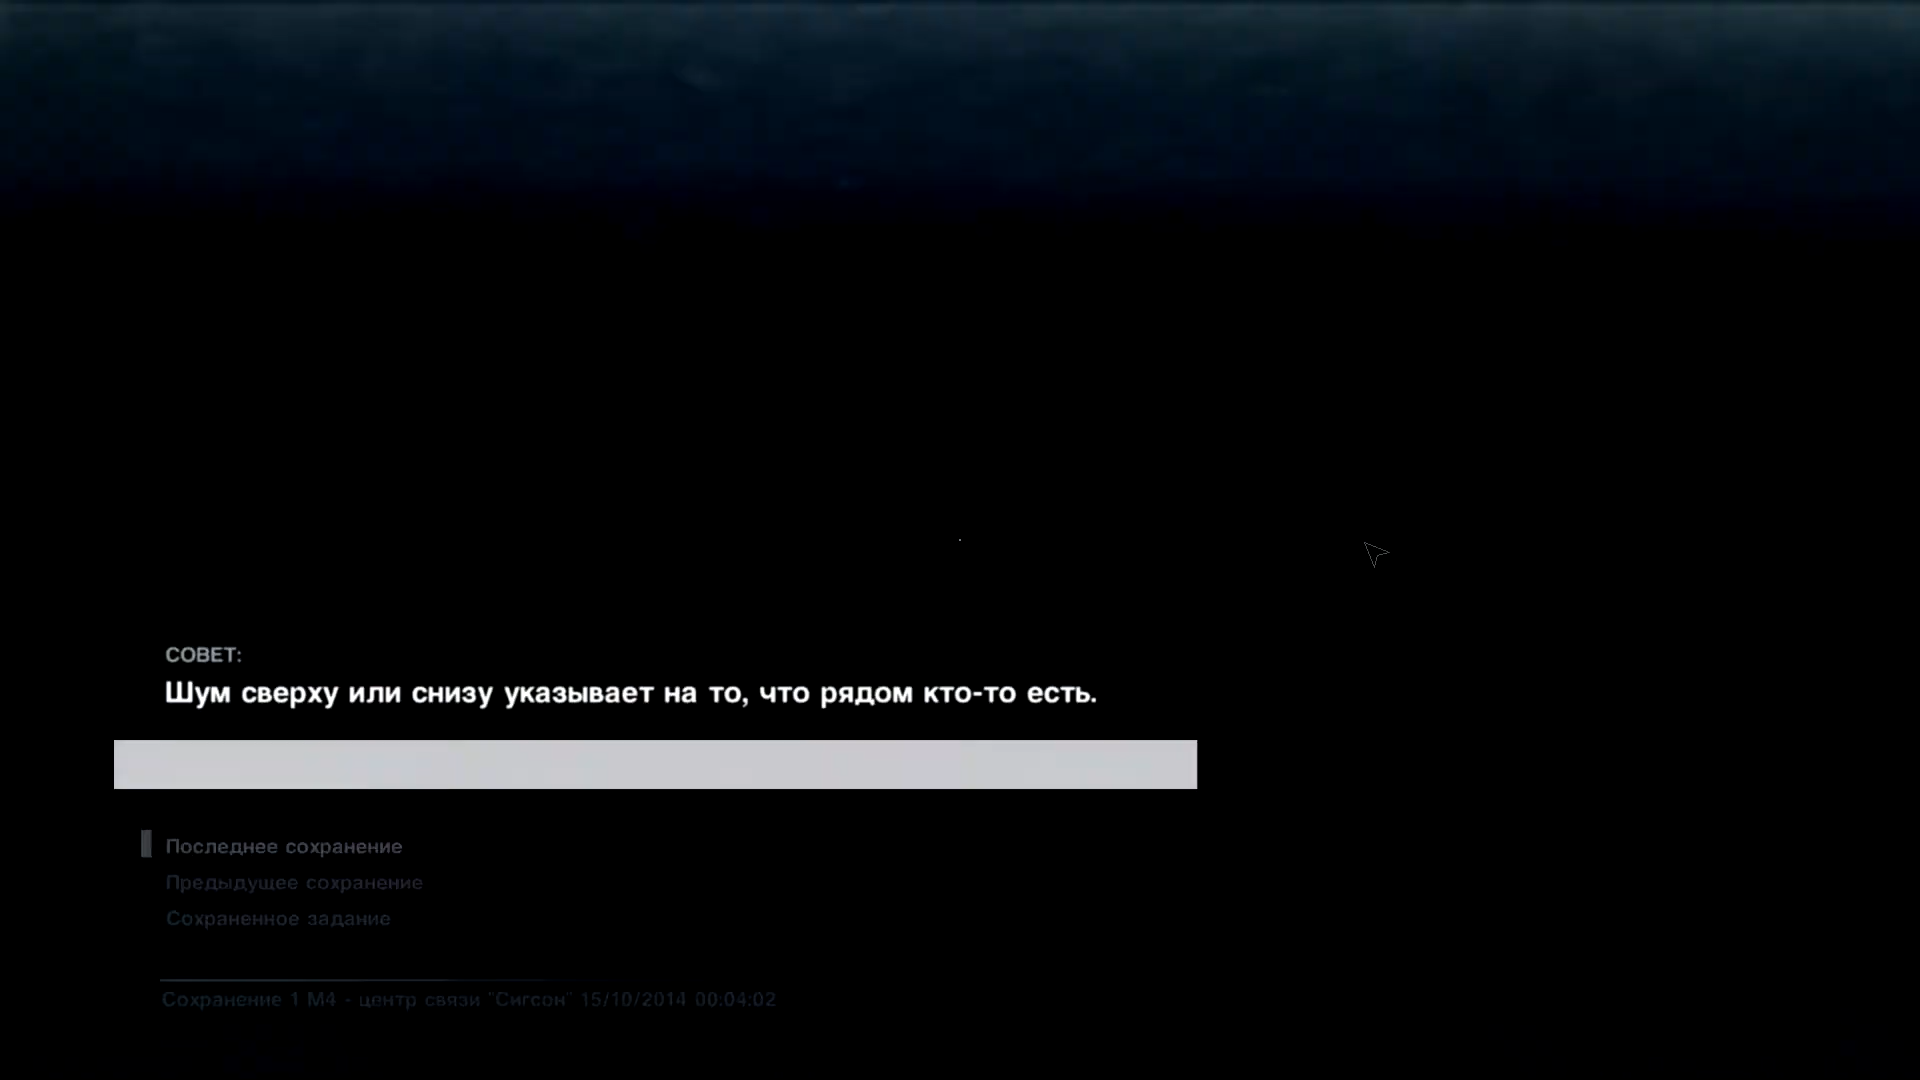 СОВЕТ:
Шум сверху или снизу указывает на то, что рядом кто-то есть.
Последнее сохранение
Предыдущее сохранение
Сохраненное задание
Сохранение 1 М4 - центр связи "Сигсон" 15/10/2014 00:04:02